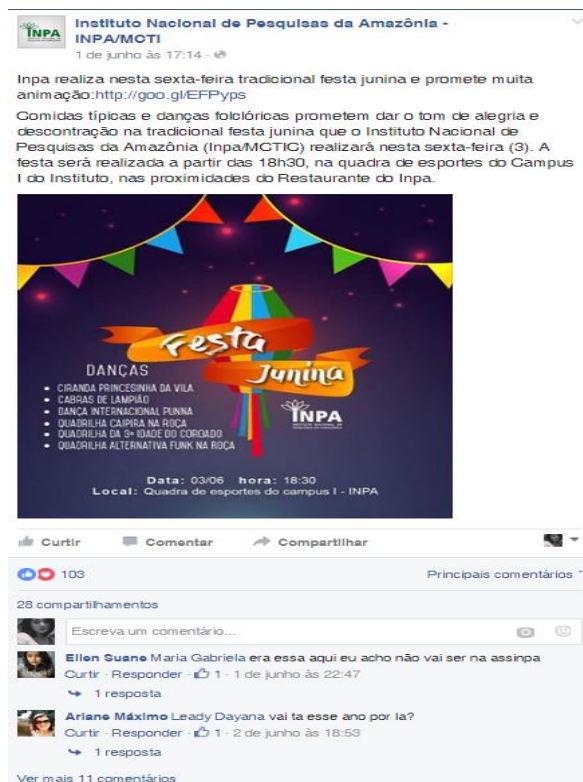 INPA
Instituto Nacional de Pesquisas da Amazônia -
INPA/MCTI
1 de junho às 17:14 ·
Inpa realiza nesta sexta-feira tradicional festa junina e promete muita
animação:http://goo.gl/EFPyps
Comidas típicas e danças folclóricas prometem dar o tom de alegria e
descontração na tradicional festa junina que o Instituto Nacional de
Pesquisas da Amazônia (Inpa/MCTIC) realizará nesta sexta-feira (3). A
festa será realizada a partir das 18h30, na quadra de esportes do Campus
I do Instituto, nas proximidades do Restaurante do Inpa.
Festa
Junina
DANÇAS
• CIRANDA PRINCESINHA DA VILA
• CABRAS DE LAMPIÃO
• DANÇA INTERNACIONAL PUNNA
• QUADRILHA CAIPIRA NA ROÇA
• QUADRILHA DA 3ª IDADE DO COROADO
• QUADRILHA ALTERNATIVA FUNK NA ROÇA
INPA
Data: 03/06 hora: 18:30
Local: Quadra de esportes do campus I - INPA
Curtir Comentar Compartilhar
103 Principais comentários
28 compartilhamentos
Escreva um comentário...
Ellen Suane Maria Gabriela era essa aqui eu acho não vai ser na assinpa
Curtir · Responder · 1 · 1 de junho às 22:47
1 resposta
Ariane Máximo Leady Dayana vai ta esse ano por la?
Curtir · Responder · 1 · 2 de junho às 18:53
1 resposta
Ver mais 11 comentários